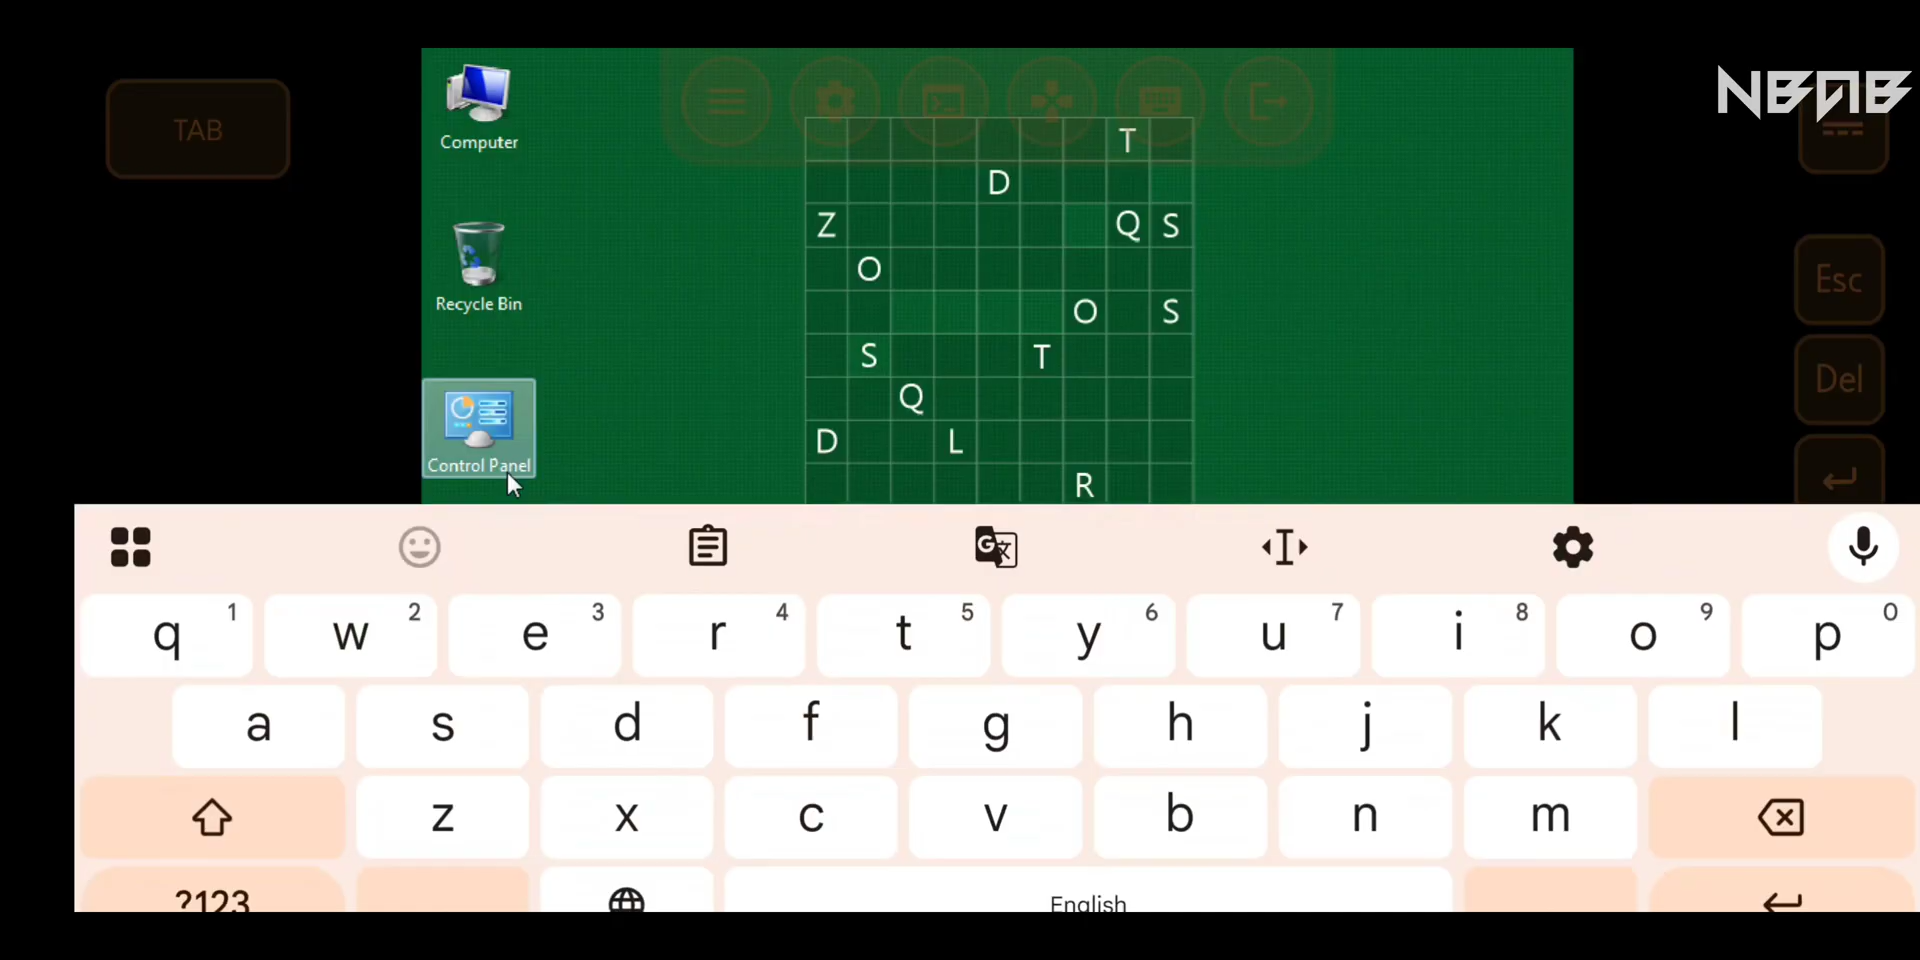 NBAB
TAB
Computer
T
D
Z Q S
Recycle Bin
O
Esc
O S
S T
Del
Q
D L
Control Panel
R
q 1 w 2 e 3 r 4 t 5 y 6 u 7 i 8 o 9 p 0
a s d f g h j k l
z x c v b n m
?123 English